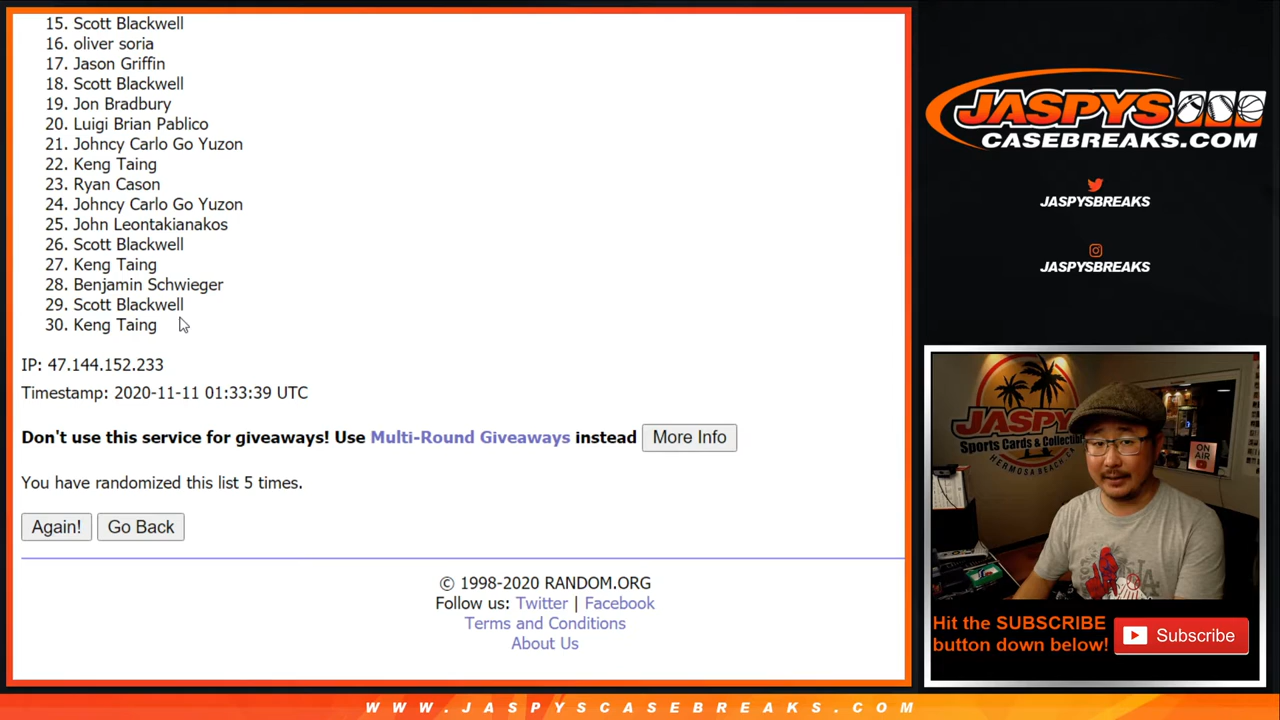 15. Scott Blackwell
16. oliver soria
17. Jason Griffin
18. Scott Blackwell
19. Jon Bradbury
20. Luigi Brian Pablico
21. Johncy Carlo Go Yuzon
22. Keng Taing
23. Ryan Cason
24. Johncy Carlo Go Yuzon
25. John Leontakianakos
26. Scott Blackwell
27. Keng Taing
28. Benjamin Schwieger
29. Scott Blackwell
30. Keng Taing
IP: 47.144.152.233
Timestamp: 2020-11-11 01:33:39 UTC
Don't use this service for giveaways! Use Multi-Round Giveaways instead More Info
You have randomized this list 5 times.
Again! Go Back
© 1998-2020 RANDOM.ORG
Follow us: Twitter | Facebook
Terms and Conditions
About Us
JASPYS
CASEBREAKS.COM
JASPYSBREAKS
JASPYSBREAKS
JASPYS
Sports Cards & Collectib
HERMOSA BEACH, CA
ON
AIR
Hit the SUBSCRIBE
button down below!
Subscribe
WWW.JASPYSCASEBREAKS.COM